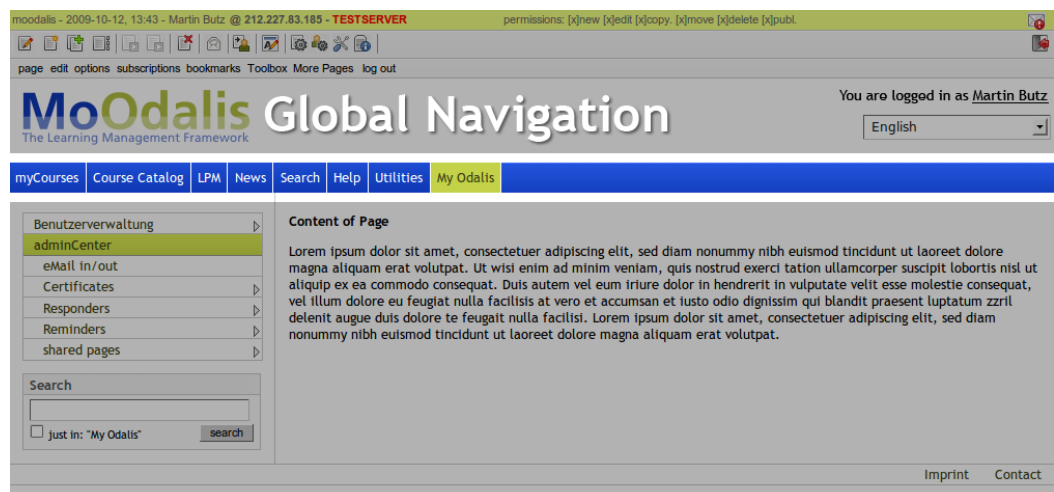 moodalis - 2009-10-12, 13:43 - Martin Butz @ 212.227.83.185 - TESTSERVER permissions: [x]new [x]edit [x]copy. [x]move [x]delete [x]publ.
page edit options subscriptions bookmarks Toolbox More Pages log out
MoOdalis Global Navigation
The Learning Management Framework
You are logged in as Martin Butz
English
myCourses Course Catalog LPM News Search Help Utilities My Odalis
Benutzerverwaltung
adminCenter
eMail in/out
Certificates
Responders
Reminders
shared pages
Search
just in: "My Odalis" search
Content of Page
Lorem ipsum dolor sit amet, consectetuer adipiscing elit, sed diam nonummy nibh euismod tincidunt ut laoreet dolore
magna aliquam erat volutpat. Ut wisi enim ad minim veniam, quis nostrud exerci tation ullamcorper suscipit lobortis nisl ut
aliquip ex ea commodo consequat. Duis autem vel eum iriure dolor in hendrerit in vulputate velit esse molestie consequat,
vel illum dolore eu feugiat nulla facilisis at vero et accumsan et iusto odio dignissim qui blandit praesent luptatum zzril
delenit augue duis dolore te feugait nulla facilisi. Lorem ipsum dolor sit amet, consectetuer adipiscing elit, sed diam
nonummy nibh euismod tincidunt ut laoreet dolore magna aliquam erat volutpat.
Imprint Contact